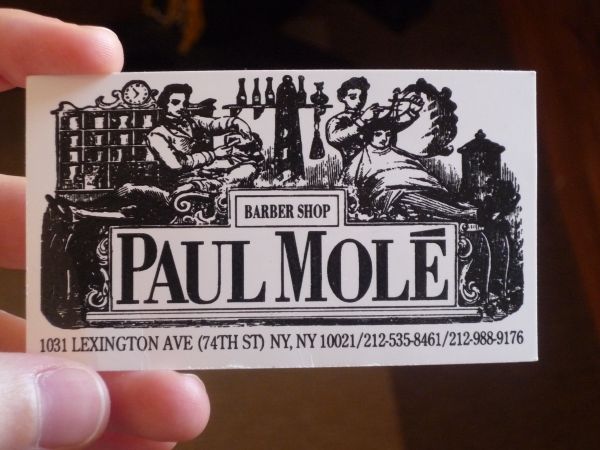 BARBER SHOP
PAUL MOLÉ
1031 LEXINGTON AVE (74TH ST) NY, NY 10021/212-535-8461/212-988-9176